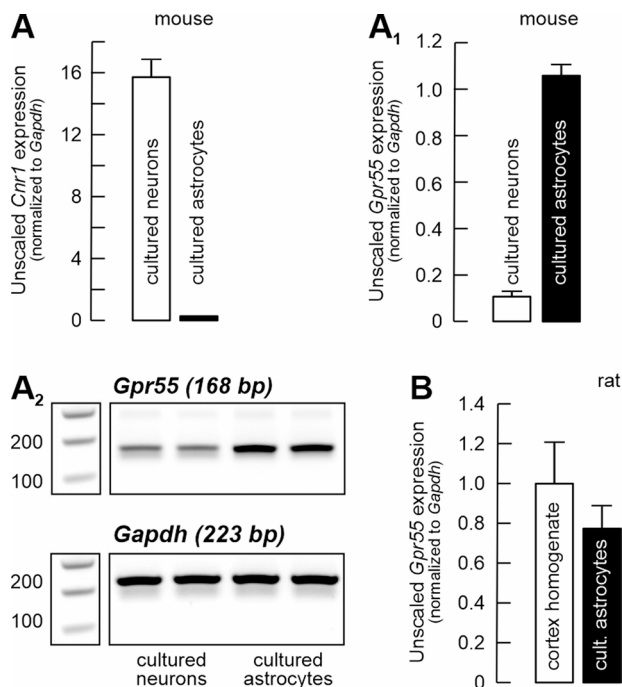 A
mouse
Unscaled Cnr1 expression
(normalized to Gapdh)
16
12
8
4
0
cultured neurons
cultured astrocytes
A1
mouse
Unscaled Gpr55 expression
(normalized to Gapdh)
1.2
1.0
0.8
0.6
0.4
0.2
0
cultured neurons
cultured astrocytes
A2
Gpr55 (168 bp)
200
100
Gapdh (223 bp)
200
100
cultured
neurons
cultured
astrocytes
B
rat
Unscaled Gpr55 expression
(normalized to Gapdh)
1.4
1.2
1.0
0.8
0.6
0.4
0.2
0
cortex homogenate
cult. astrocytes